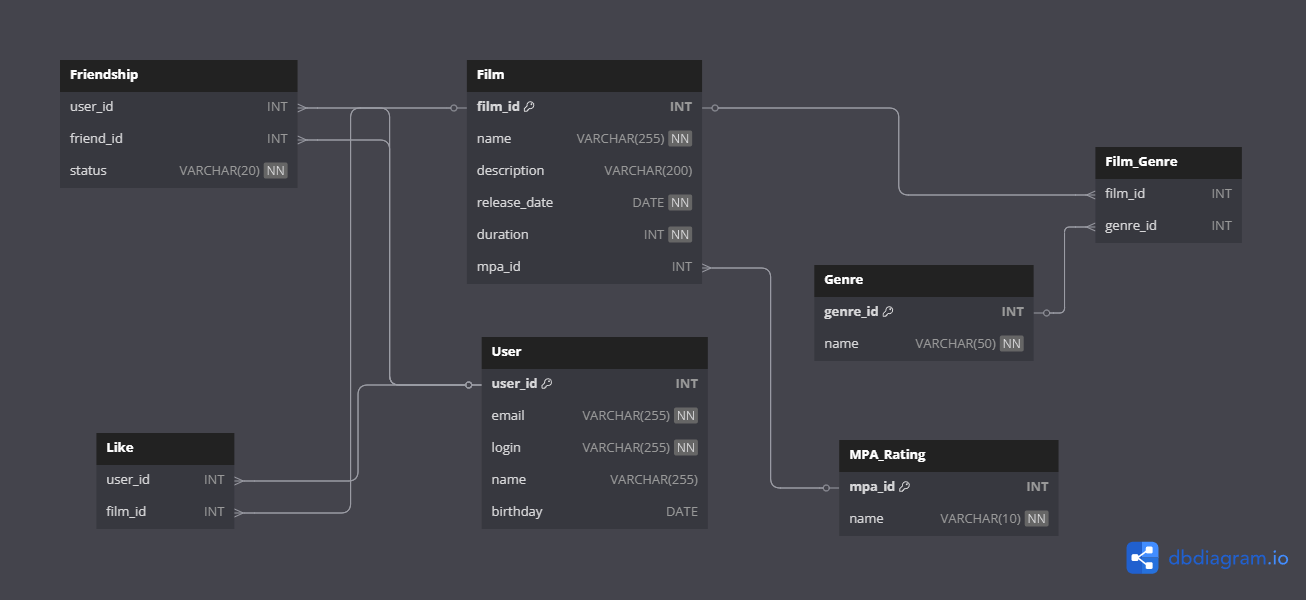 Friendship
user_id INT
friend_id INT
status VARCHAR(20) NN
Film
film_id INT
name VARCHAR(255) NN
description VARCHAR(200)
release_date DATE NN
duration INT NN
mpa_id INT
Film_Genre
film_id INT
genre_id INT
Genre
genre_id INT
name VARCHAR(50) NN
User
user_id INT
email VARCHAR(255) NN
login VARCHAR(255) NN
name VARCHAR(255)
birthday DATE
Like
user_id INT
film_id INT
MPA_Rating
mpa_id INT
name VARCHAR(10) NN
dbdiagram.io